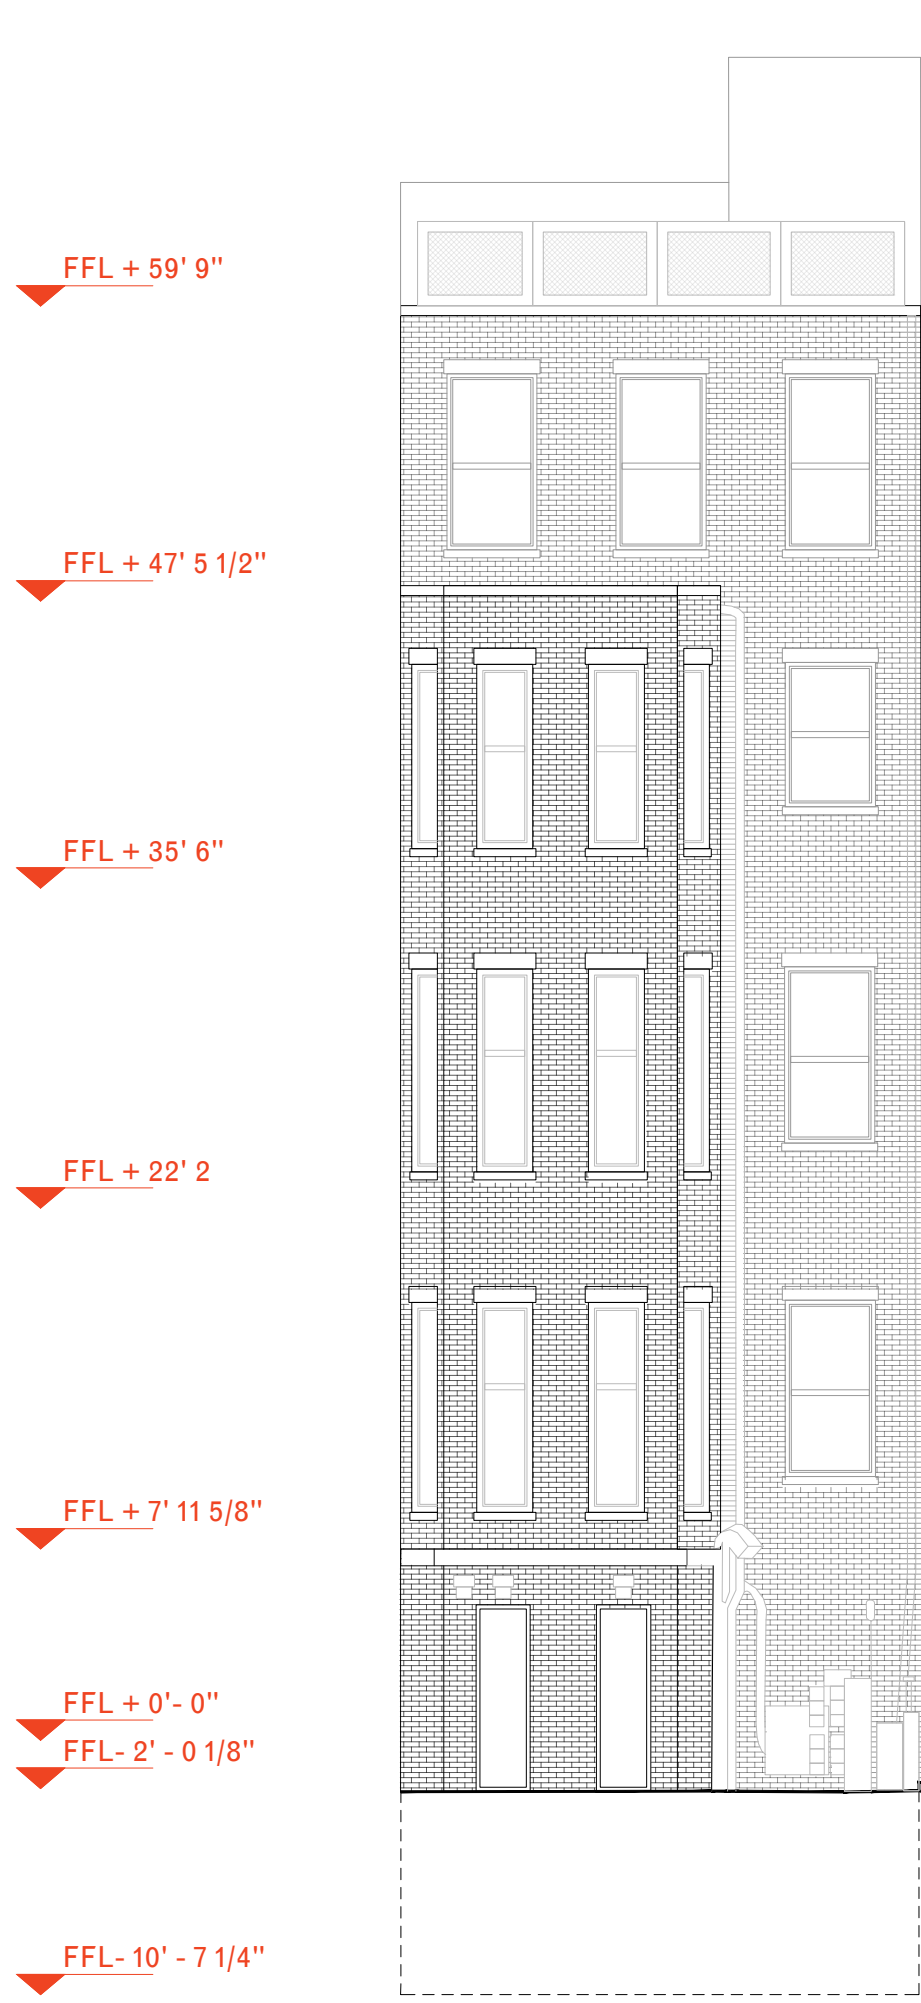 FFL + 59' 9"
FFL + 47' 5 1/2"
FFL + 35' 6"
FFL + 22' 2
FFL + 7' 11 5/8"
FFL + 0'- 0"
FFL- 2' - 0 1/8"
FFL- 10' - 7 1/4"